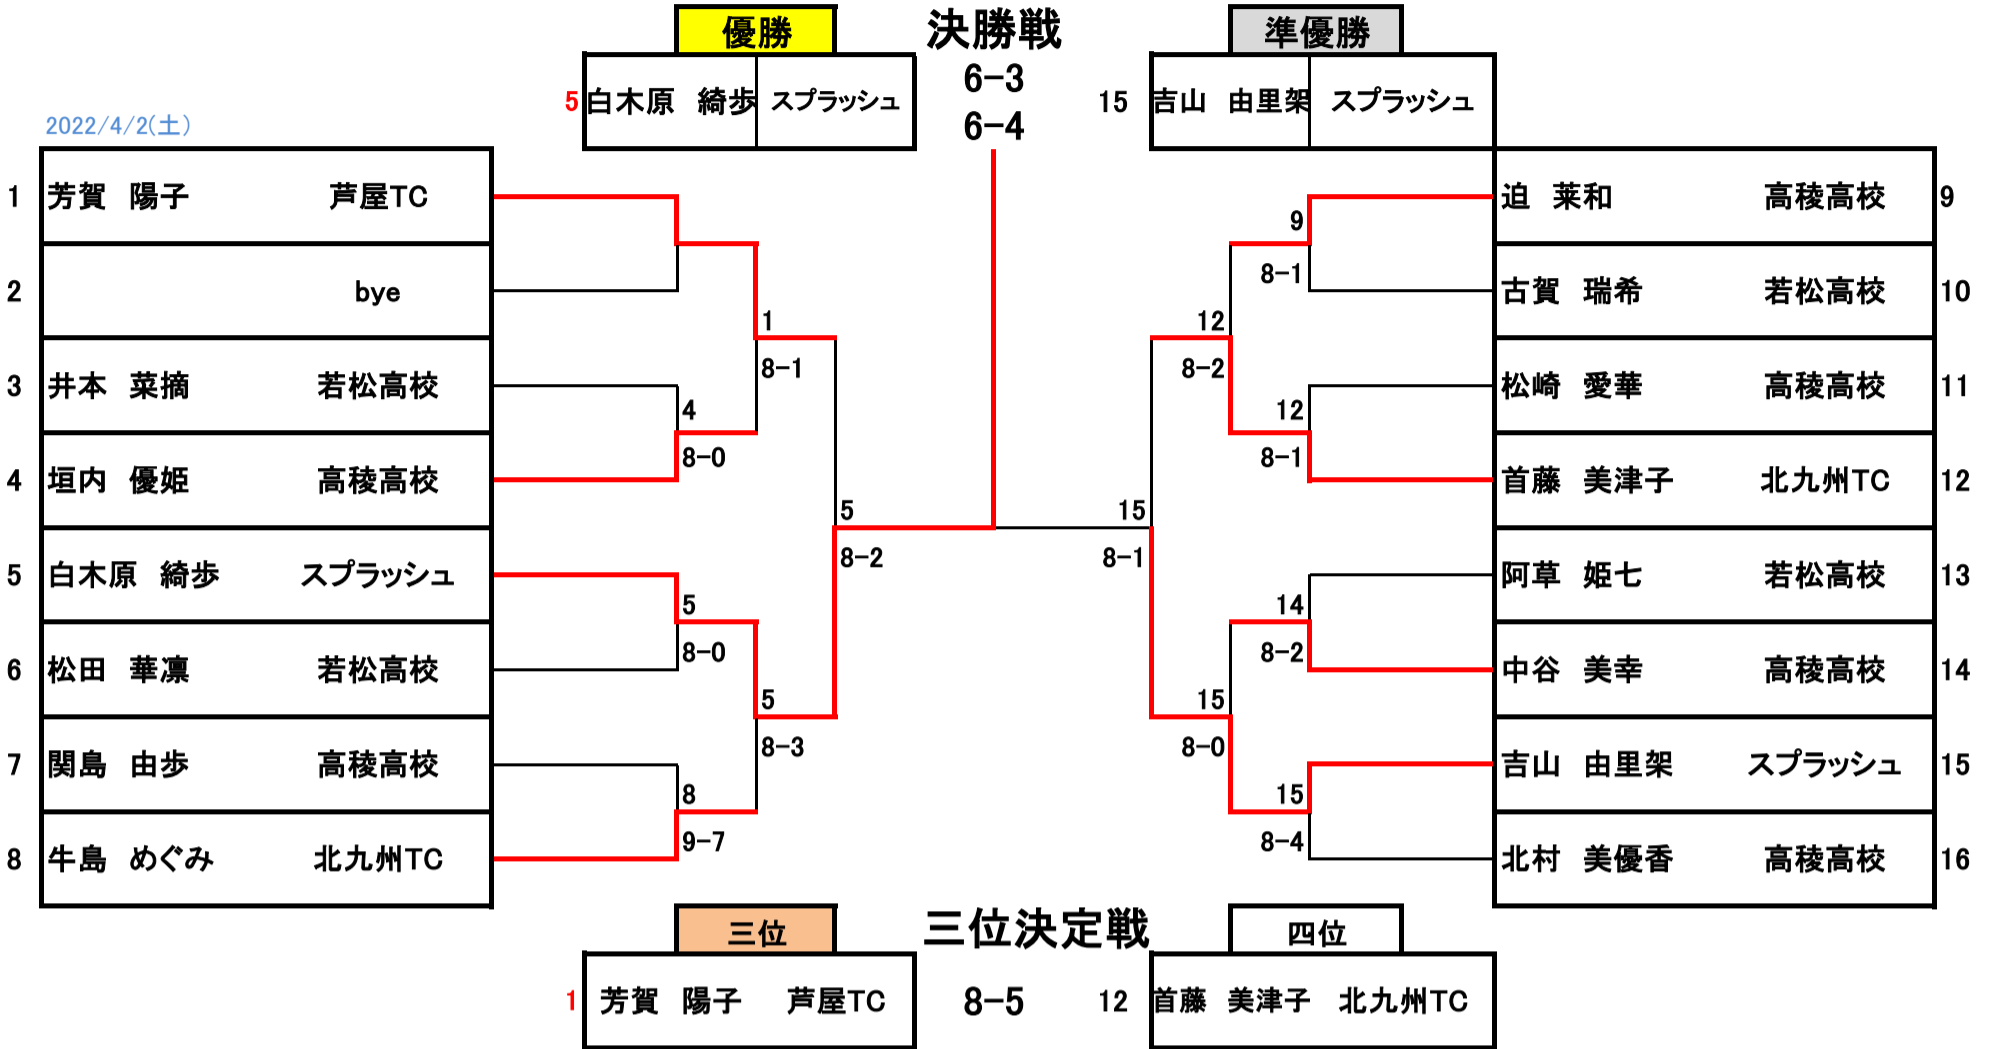 優勝 決勝戦 準優勝
5 白木原 綺歩 スプラッシュ 6-3 15 吉山 由里架 スプラッシュ
6-4
2022/4/2(土)
1 芳賀 陽子 芦屋TC
2 bye
3 井本 菜摘 若松高校
4 垣内 優姫 高稜高校
5 白木原 綺歩 スプラッシュ
6 松田 華凛 若松高校
7 関島 由歩 高稜高校
8 牛島 めぐみ 北九州TC
1
8-1
4
8-0
5
8-2
5
8-0
5
8-3
8
9-7
9
8-1
12
8-2
12
8-1
15
8-1
14
8-2
15
8-0
15
8-4
迫 莱和 高稜高校 9
古賀 瑞希 若松高校 10
松崎 愛華 高稜高校 11
首藤 美津子 北九州TC 12
阿草 姫七 若松高校 13
中谷 美幸 高稜高校 14
吉山 由里架 スプラッシュ 15
北村 美優香 高稜高校 16
三位 三位決定戦 四位
1 芳賀 陽子 芦屋TC 8-5 12 首藤 美津子 北九州TC